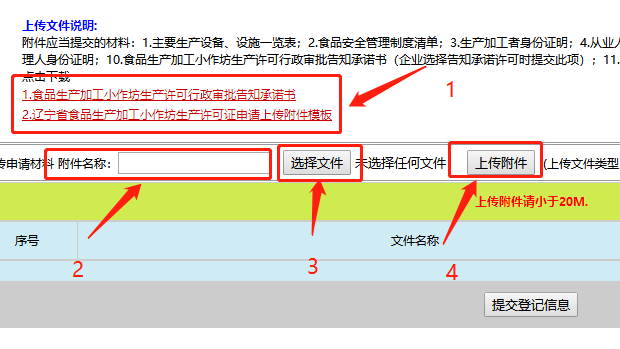 上传文件说明:
附件应当提交的材料：1.主要生产设备、设施一览表；2.食品安全管理制度清单；3.生产加工者身份证明；4.从业人
理人身份证明；10.食品生产加工小作坊生产许可行政审批告知承诺书（企业选择告知承诺许可时提交此项）；11.
点击下载
1.食品生产加工小作坊生产许可行政审批告知承诺书
2.辽宁省食品生产加工小作坊生产许可证申请上传附件模板
1
传申请材料 附件名称： 选择文件 未选择任何文件 上传附件 (上传文件类型
上传附件请小于20M.
序号 文件名称
2 3 4
提交登记信息